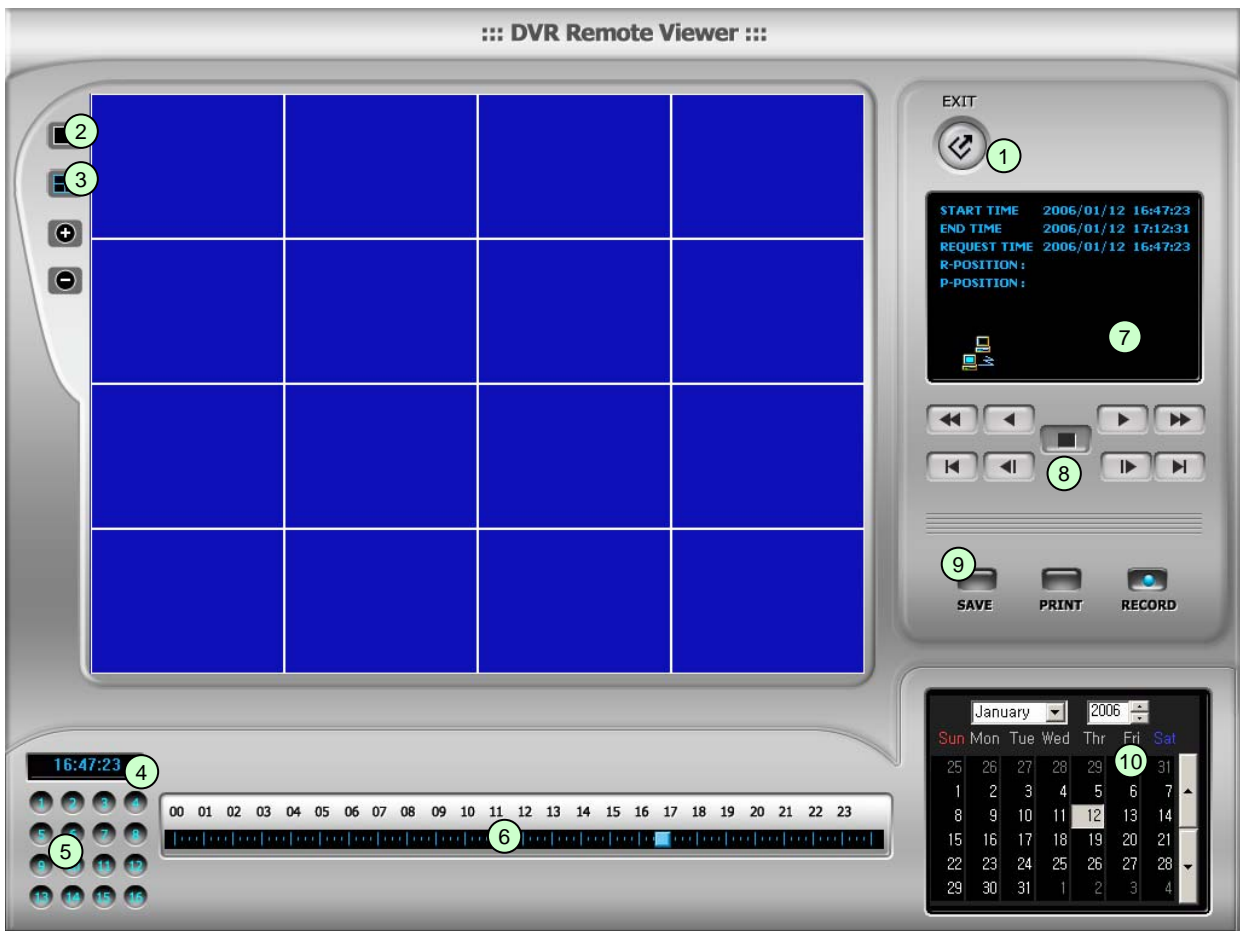 ::: DVR Remote Viewer :::
2
3
EXIT
1
START TIME 2006/01/12 16:47:23
END TIME 2006/01/12 17:12:31
REQUEST TIME 2006/01/12 16:47:23
R-POSITION :
P-POSITION :
7
8
9
SAVE PRINT RECORD
16:47:23
4
1 2 3 4
5 7 8
5
9 11 12
13 14 15 16
00 01 02 03 04 05 06 07 08 09 10 11 12 13 14 15 16 17 18 19 20 21 22 23
6
January 2006
Sun Mon Tue Wed Thr Fri Sat
10
25 26 27 28 29 31
1 2 3 4 5 6 7
8 9 10 11 12 13 14
15 16 17 18 19 20 21
22 23 24 25 26 27 28
29 30 31 1 2 3 4